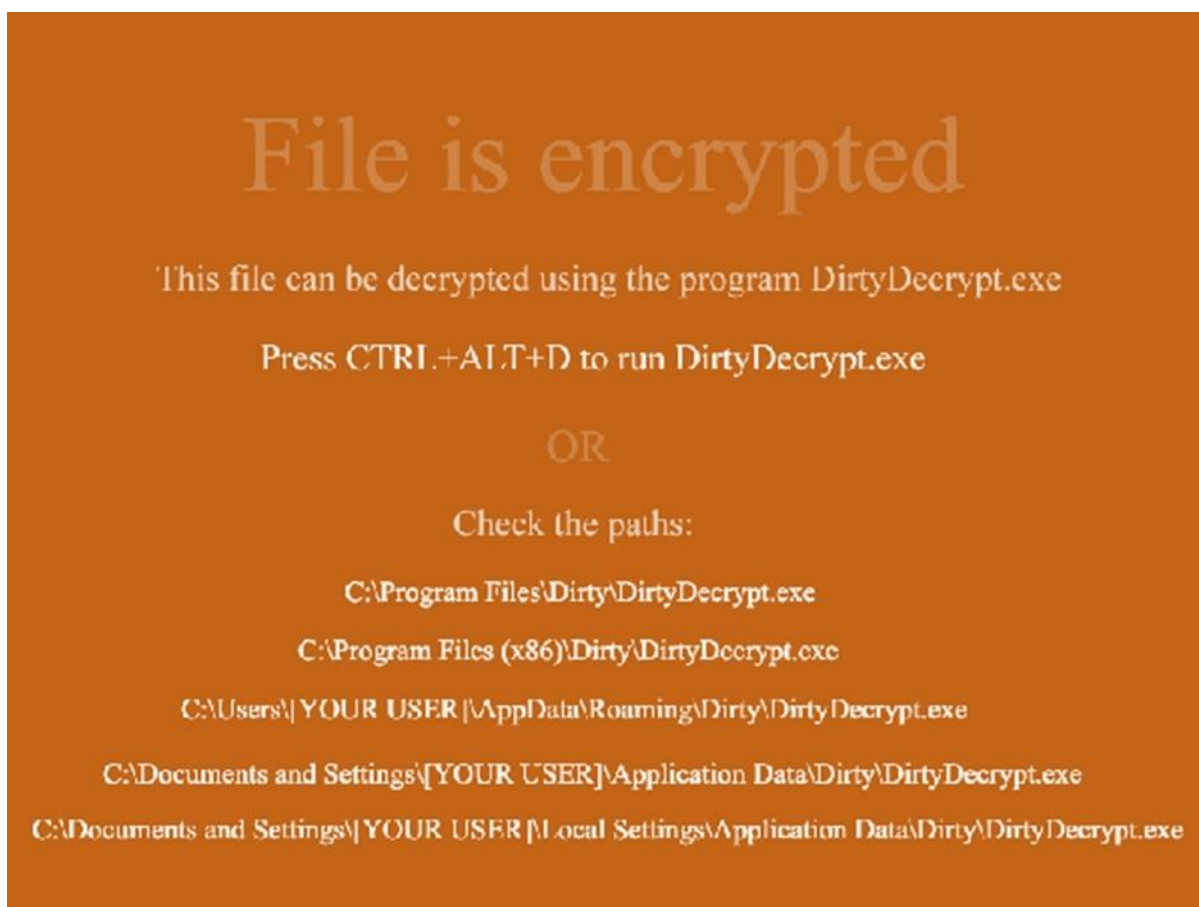 File is encrypted
This file can be decrypted using the program DirtyDecrypt.exe
Press CTRL+ALT+D to run DirtyDecrypt.exe
OR
Check the paths:
C:\Program Files\Dirty\DirtyDecrypt.exe
C:\Program Files (x86)\Dirty\DirtyDecrypt.exe
C:\Users\[YOUR USER]\AppData\Roaming\Dirty\DirtyDecrypt.exe
C:\Documents and Settings\[YOUR USER]\Application Data\Dirty\DirtyDecrypt.exe
C:\Documents and Settings\[YOUR USER]\Local Settings\Application Data\Dirty\DirtyDecrypt.exe